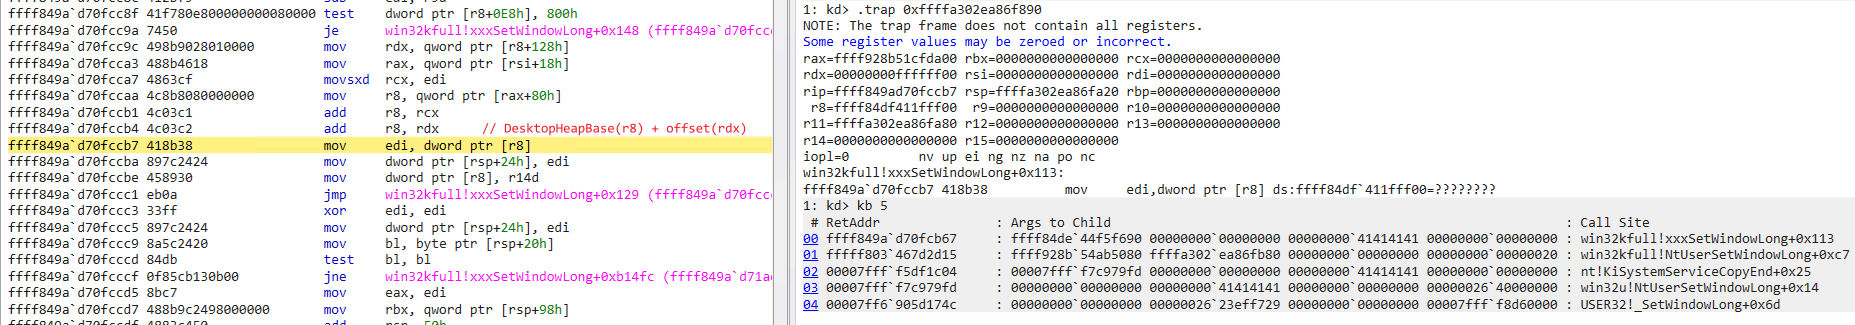 ffff849a`d70fcc8f 41f780e800000000080000 test dword ptr [r8+0E8h], 800h
ffff849a`d70fcc9a 7450 je win32kfull!xxxSetWindowLong+0x148 (ffff849a`d70fcce
ffff849a`d70fcc9c 498b9028010000 mov rdx, qword ptr [r8+128h]
ffff849a`d70fcca3 488b4618 mov rax, qword ptr [rsi+18h]
ffff849a`d70fcca7 4863cf movsxd rcx, edi
ffff849a`d70fccaa 4c8b8080000000 mov r8, qword ptr [rax+80h]
ffff849a`d70fccb1 4c03c1 add r8, rcx
ffff849a`d70fccb4 4c03c2 add r8, rdx // DesktopHeapBase(r8) + offset(rdx)
ffff849a`d70fccb7 418b38 mov edi, dword ptr [r8]
ffff849a`d70fccba 897c2424 mov dword ptr [rsp+24h], edi
ffff849a`d70fccbe 458930 mov dword ptr [r8], r14d
ffff849a`d70fccc1 eb0a jmp win32kfull!xxxSetWindowLong+0x129 (ffff849a`d70fccc
ffff849a`d70fccc3 33ff xor edi, edi
ffff849a`d70fccc5 897c2424 mov dword ptr [rsp+24h], edi
ffff849a`d70fccc9 8a5c2420 mov bl, byte ptr [rsp+20h]
ffff849a`d70fcccd 84db test bl, bl
ffff849a`d70fcccf 0f85cb130b00 jne win32kfull!xxxSetWindowLong+0xb14fc (ffff849a`d71ae
ffff849a`d70fccd5 8bc7 mov eax, edi
ffff849a`d70fccd7 488b9c2498000000 mov rbx, qword ptr [rsp+98h]
1: kd> .trap 0xffffa302ea86f890
NOTE: The trap frame does not contain all registers.
Some register values may be zeroed or incorrect.
rax=ffff928b51cfda00 rbx=0000000000000000 rcx=0000000000000000
rdx=00000000ffffff00 rsi=0000000000000000 rdi=0000000000000000
rip=ffff849ad70fccb7 rsp=ffffa302ea86fa20 rbp=0000000000000000
r8=ffff84df411fff00 r9=0000000000000000 r10=0000000000000000
r11=ffffa302ea86fa80 r12=0000000000000000 r13=0000000000000000
r14=0000000000000000 r15=0000000000000000
iopl=0 nv up ei ng nz na po nc
win32kfull!xxxSetWindowLong+0x113:
ffff849a`d70fccb7 418b38 mov edi,dword ptr [r8] ds:ffff84df`411fff00=????????
1: kd> kb 5
# RetAddr : Args to Child : Call Site
00 ffff849a`d70fcb67 : ffff84de`44f5f690 00000000`00000000 00000000`41414141 00000000`00000000 : win32kfull!xxxSetWindowLong+0x113
01 fffff803`467d2d15 : ffff928b`54ab5080 ffffa302`ea86fb80 00000000`00000000 00000000`00000020 : win32kfull!NtUserSetWindowLong+0xc7
02 00007fff`f5df1c04 : 00007fff`f7c979fd 00000000`00000000 00000000`41414141 00000000`00000000 : nt!KiSystemServiceCopyEnd+0x25
03 00007fff`f7c979fd : 00000000`00000000 00000000`41414141 00000000`00000000 00000026`40000000 : win32u!NtUserSetWindowLong+0x14
04 00007ff6`905d174c : 00000000`00000000 00000026`23eff729 00000000`00000000 00007fff`f8d60000 : USER32!_SetWindowLong+0x6d